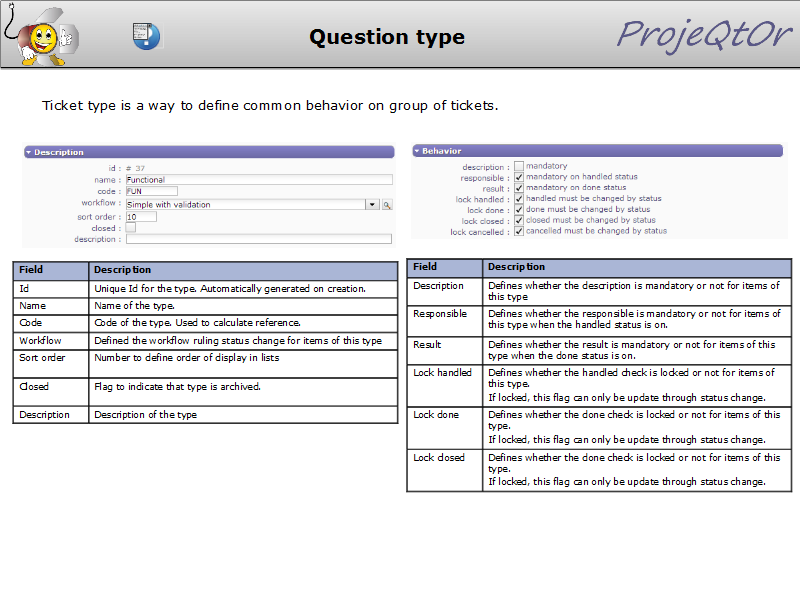 Question type
ProjeQtOr
Ticket type is a way to define common behavior on group of tickets.
Description
id : # 37
name : Functional
code : FUN
workflow : Simple with validation
sort order : 10
closed :
description :
Field Description
Id Unique Id for the type. Automatically generated on creation.
Name Name of the type.
Code Code of the type. Used to calculate reference.
Workflow Defined the workflow ruling status change for items of this type
Sort order Number to define order of display in lists
Closed Flag to indicate that type is archived.
Description Description of the type
Behavior
description : mandatory
responsible : mandatory on handled status
result : mandatory on done status
lock handled : handled must be changed by status
lock done : done must be changed by status
lock closed : closed must be changed by status
lock cancelled : cancelled must be changed by status
Field Description
Description Defines whether the description is mandatory or not for items of
this type
Responsible Defines whether the responsible is mandatory or not for items of
this type when the handled status is on.
Result Defines whether the result is mandatory or not for items of this
type when the done status is on.
Lock handled Defines whether the handled check is locked or not for items of
this type.
If locked, this flag can only be update through status change.
Lock done Defines whether the done check is locked or not for items of this
type.
If locked, this flag can only be update through status change.
Lock closed Defines whether the done check is locked or not for items of this
type.
If locked, this flag can only be update through status change.